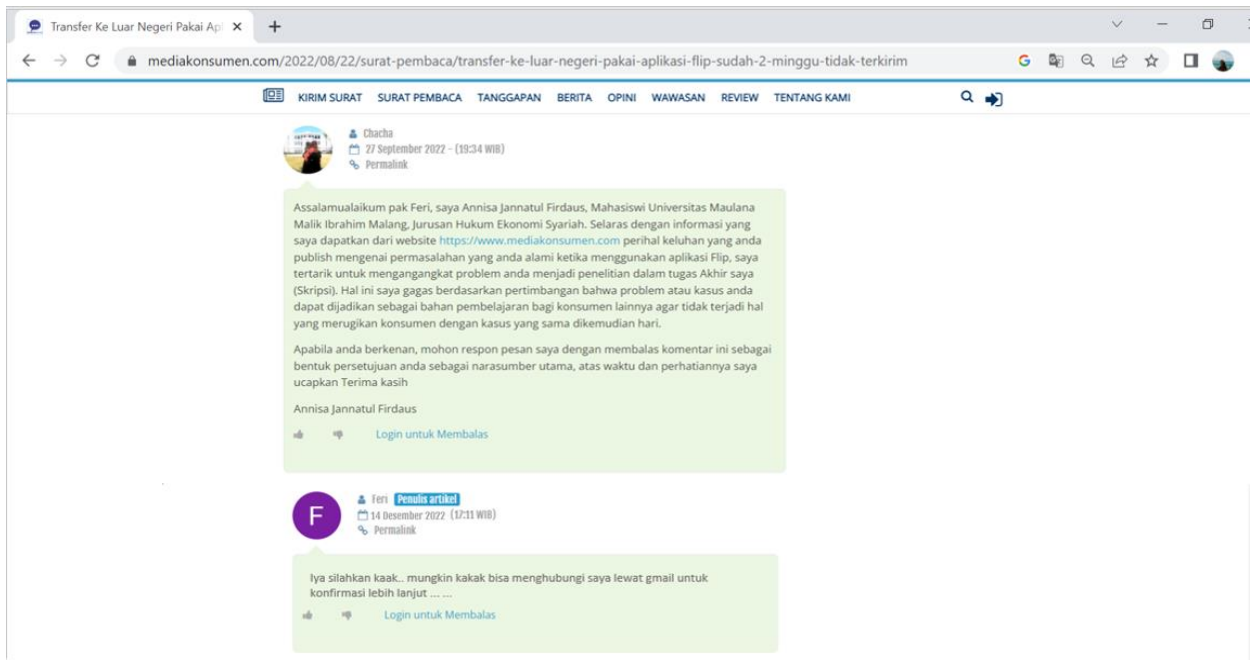 Transfer Ke Luar Negeri Pakai Ap
mediakonsumen.com/2022/08/22/surat-pembaca/transfer-ke-luar-negeri-pakai-aplikasi-flip-sudah-2-minggu-tidak-terkirim
KIRIM SURAT SURAT PEMBACA TANGGAPAN BERITA OPINI WAWASAN REVIEW TENTANG KAMI
Chacha
27 September 2022 - (19:34 WIB)
Permalink
Assalamualaikum pak Feri, saya Annisa Jannatul Firdaus, Mahasiswi Universitas Maulana
Malik Ibrahim Malang, Jurusan Hukum Ekonomi Syariah. Selaras dengan informasi yang
saya dapatkan dari website https://www.mediakonsumen.com perihal keluhan yang anda
publish mengenai permasalahan yang anda alami ketika menggunakan aplikasi Flip, saya
tertarik untuk mengangangkat problem anda menjadi penelitian dalam tugas Akhir saya
(Skripsi). Hal ini saya gagas berdasarkan pertimbangan bahwa problem atau kasus anda
dapat dijadikan sebagai bahan pembelajaran bagi konsumen lainnya agar tidak terjadi hal
yang merugikan konsumen dengan kasus yang sama dikemudian hari.
Apabila anda berkenan, mohon respon pesan saya dengan membalas komentar ini sebagai
bentuk persetujuan anda sebagai narasumber utama, atas waktu dan perhatiannya saya
ucapkan Terima kasih
Annisa Jannatul Firdaus
Login untuk Membalas
F
Feri Penulis artikel
14 Desember 2022 (17:11 WIB)
Permalink
Iya silahkan kaak.. mungkin kakak bisa menghubungi saya lewat gmail untuk
konfirmasi lebih lanjut ... ...
Login untuk Membalas